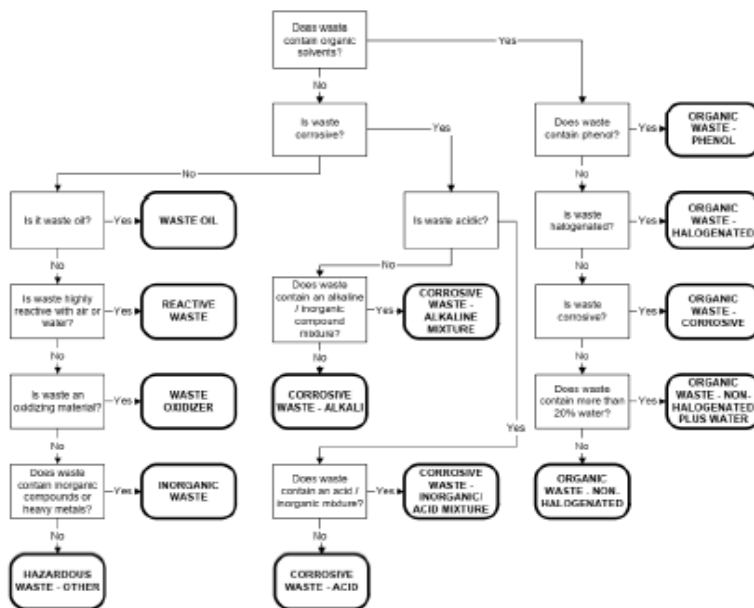 Does waste
contain organic
solvents?
Yes
No
Is waste
corrosive?
Yes
No
Does waste
contain phenol?
Yes
ORGANIC
WASTE -
PHENOL
No
Is it waste oil?
Yes
WASTE OIL
Is waste acidic?
Is waste
halogenated?
Yes
ORGANIC
WASTE -
HALOGENATED
No
No
No
Is waste highly
reactive with air or
water?
Yes
REACTIVE
WASTE
Does waste
contain an alkaline
/ inorganic
compound
mixture?
Yes
CORROSIVE
WASTE -
ALKALINE
MIXTURE
Is waste
corrosive?
Yes
ORGANIC
WASTE -
CORROSIVE
No
No
No
Is waste an
oxidizing material?
Yes
WASTE
OXIDIZER
CORROSIVE
WASTE - ALKALI
Does waste
contain more than
20% water?
Yes
ORGANIC
WASTE - NON-
HALOGENATED
PLUS WATER
Yes
No
No
Does waste
contain inorganic
compounds or
heavy metals?
Yes
INORGANIC
WASTE
Does waste
contain an acid /
inorganic mixture?
Yes
CORROSIVE
WASTE -
INORGANIC/
ACID MIXTURE
ORGANIC
WASTE - NON-
HALOGENATED
No
No
HAZARDOUS
WASTE - OTHER
CORROSIVE
WASTE - ACID